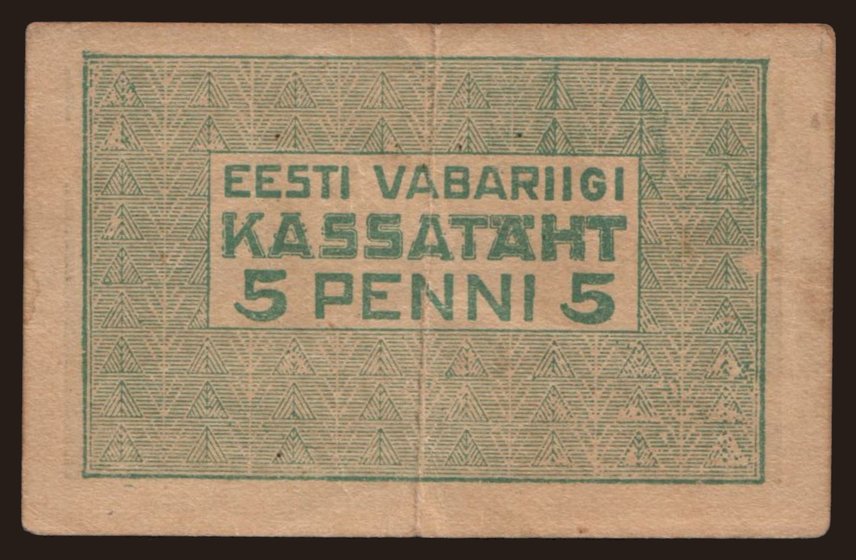 EESTI VABARIIGI
KASSATÄHT
5 PENNI 5